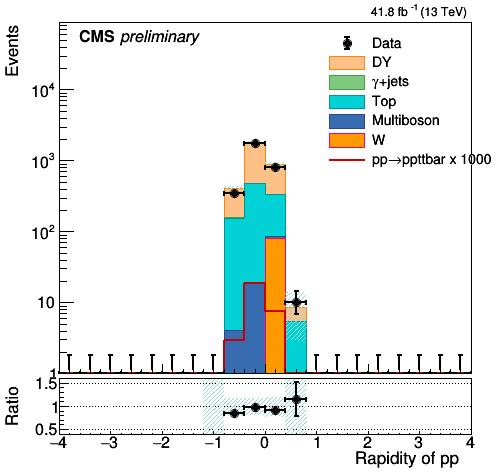 41.8 fb⁻¹ (13 TeV)
Events
CMS preliminary
Data
DY
γ+jets
Top
Multiboson
W
pp→ppttbar x 1000
10⁴
10³
10²
10
1
Ratio
1.5
1
0.5
−4 −3 −2 −1 0 1 2 3 4
Rapidity of pp